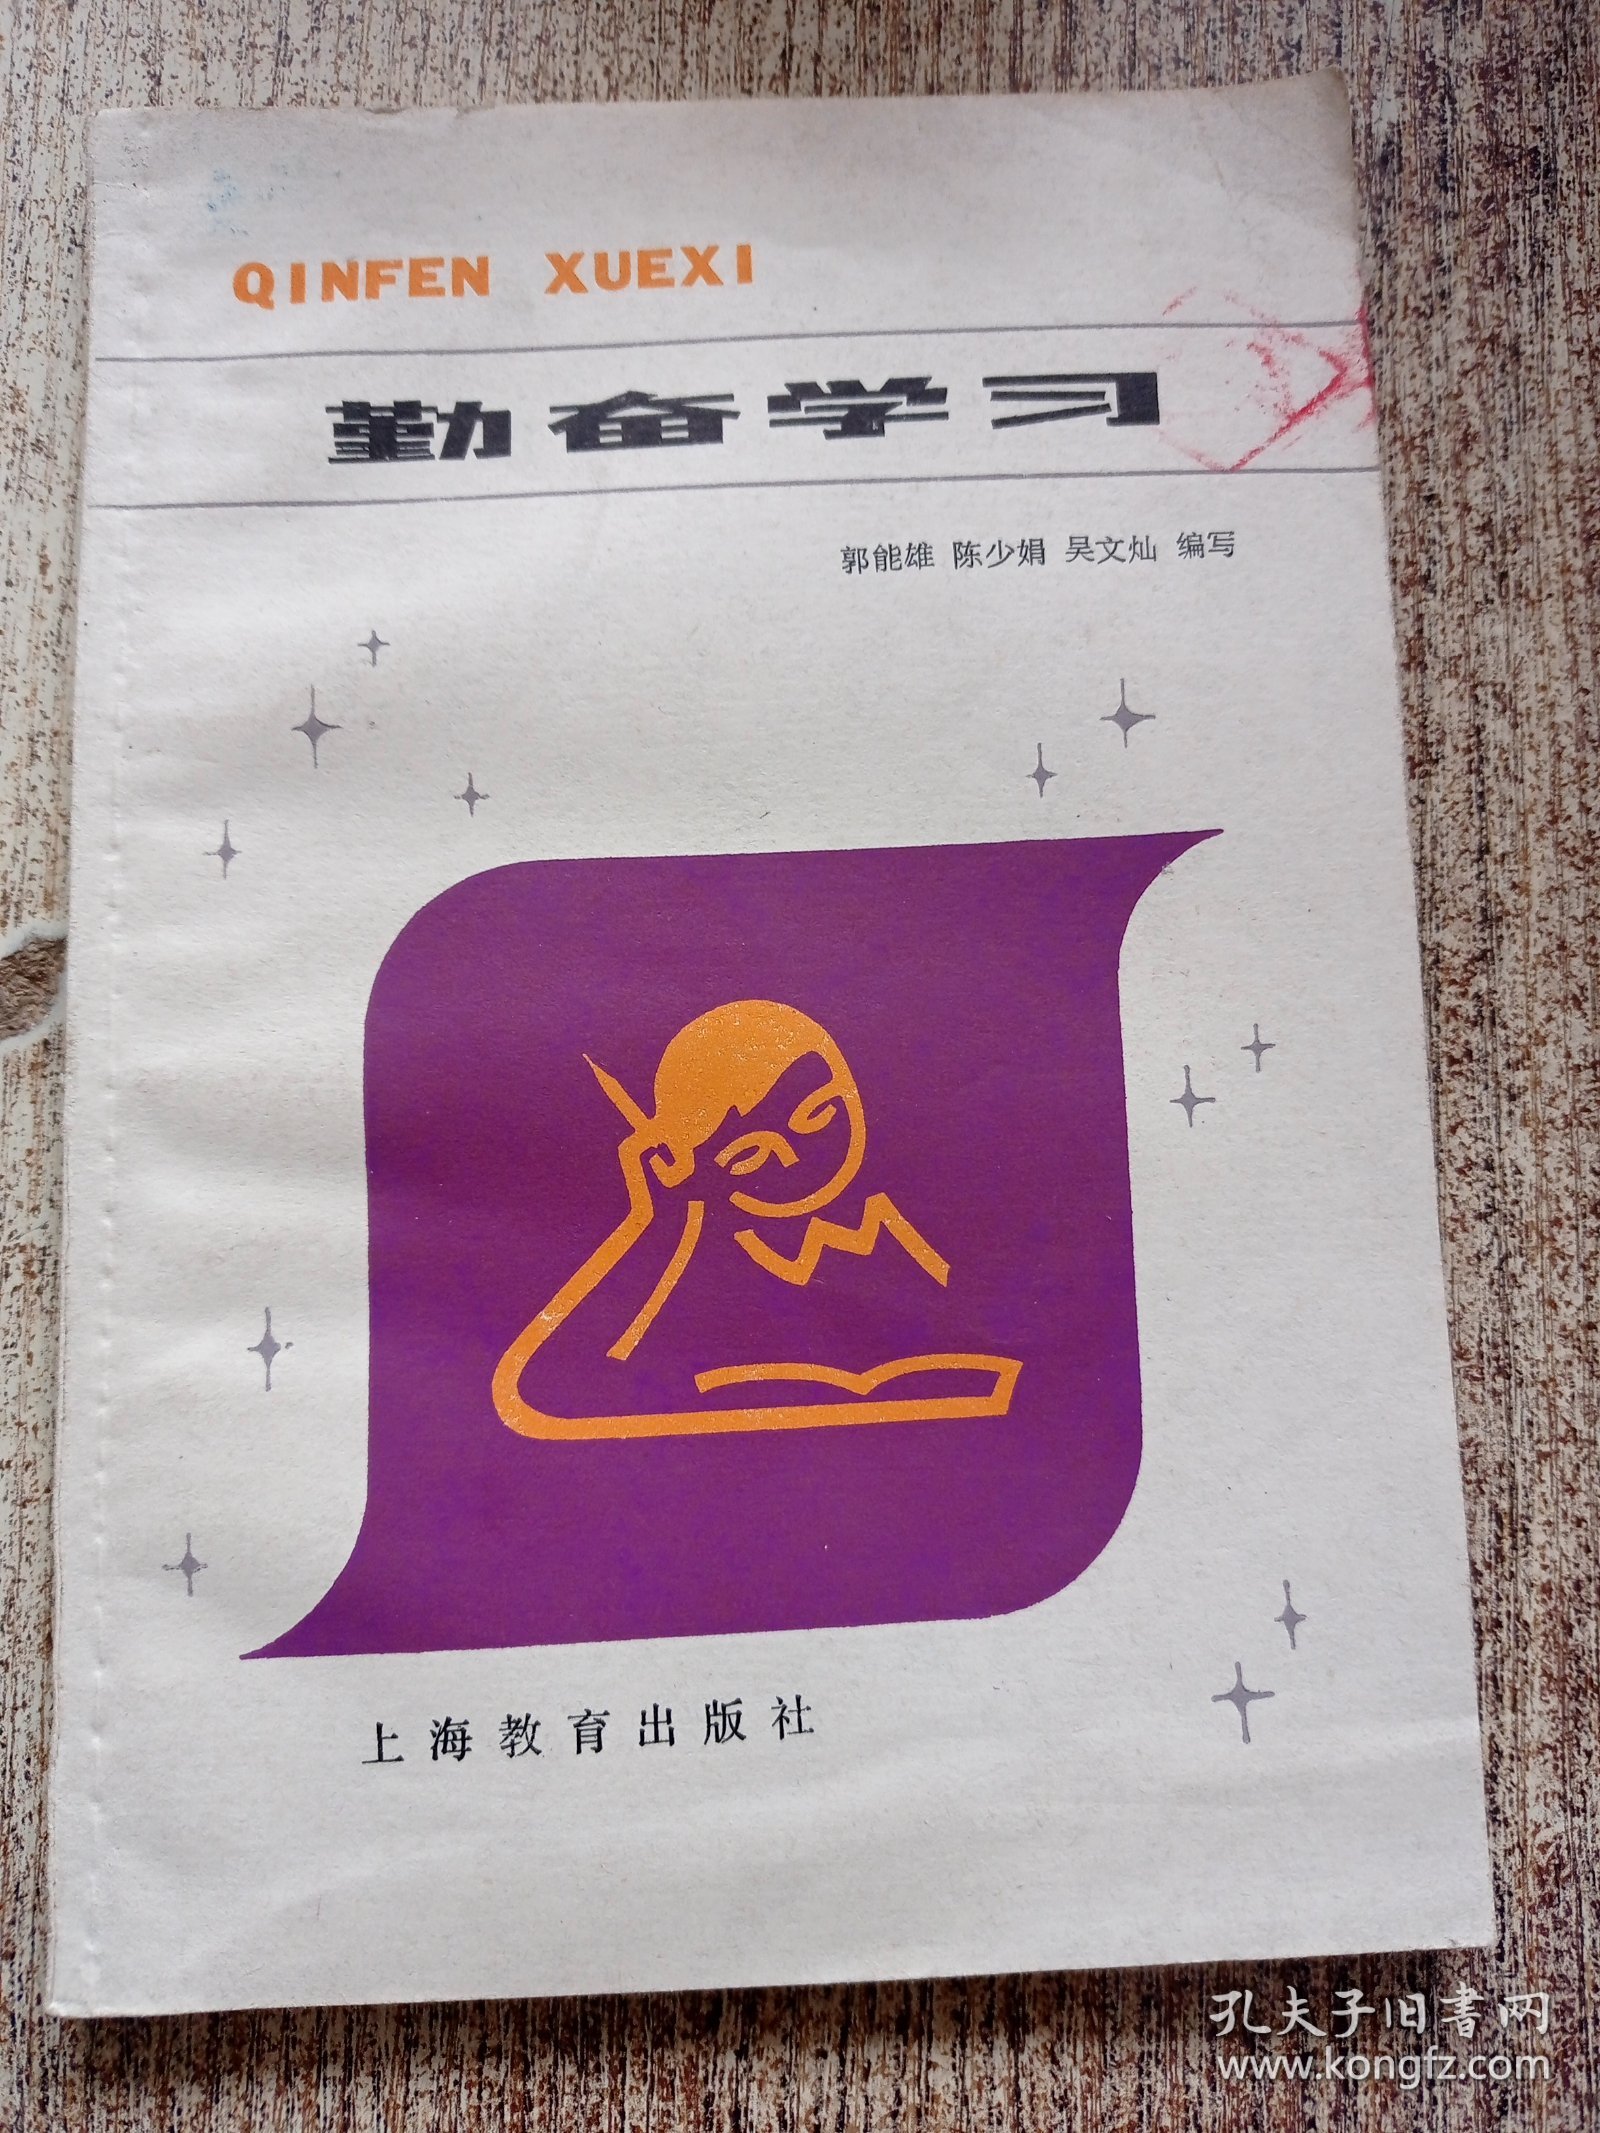 QINFEN XUEXI
勤奋学习
郭能雄 陈少娟 吴文灿 编写
上海教育出版社
孔夫子旧书网
www.kongfz.com